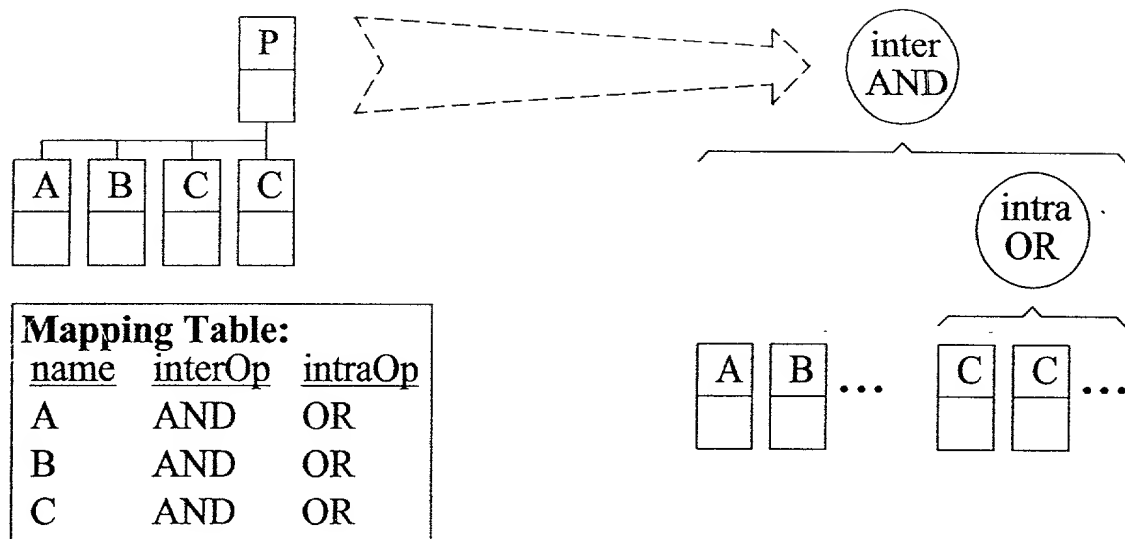 P
A B C C
Mapping Table:
name interOp intraOp
A AND OR
B AND OR
C AND OR
inter
AND
intra
OR
A B ... C C ...